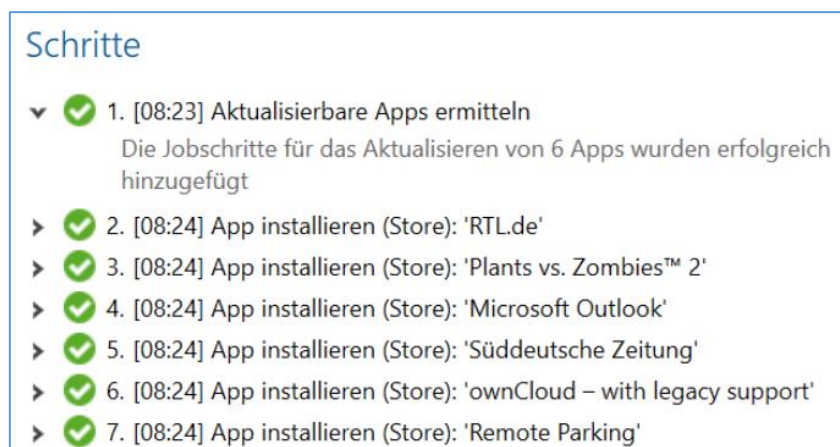 Schritte
1. [08:23] Aktualisierbare Apps ermitteln
Die Jobschritte für das Aktualisieren von 6 Apps wurden erfolgreich
hinzugefügt
2. [08:24] App installieren (Store): 'RTL.de'
3. [08:24] App installieren (Store): 'Plants vs. Zombies™ 2'
4. [08:24] App installieren (Store): 'Microsoft Outlook'
5. [08:24] App installieren (Store): 'Süddeutsche Zeitung'
6. [08:24] App installieren (Store): 'ownCloud – with legacy support'
7. [08:24] App installieren (Store): 'Remote Parking'